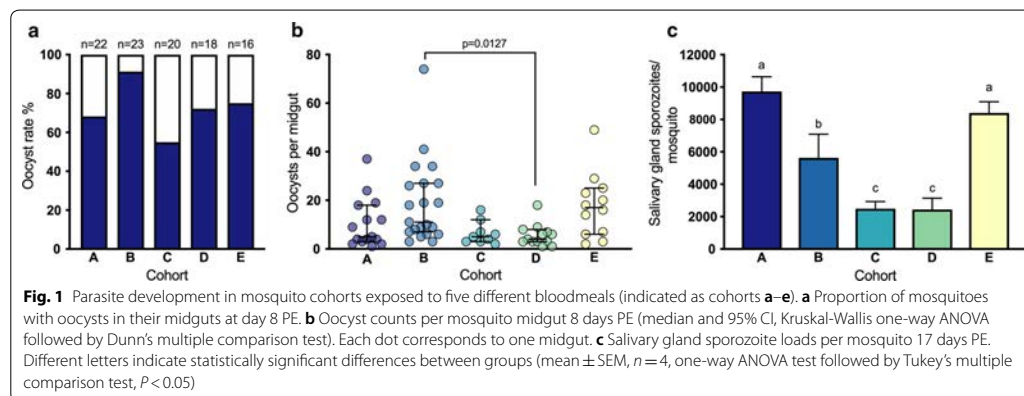 a
n=22 n=23 n=20 n=18 n=16
100
80
60
40
20
0
Oocyst rate %
A B C D E
Cohort
b
80
60
40
20
0
Oocysts per midgut
p=0.0127
A B C D E
Cohort
c
12000
10000
8000
6000
4000
2000
0
Salivary gland sporozoites/
mosquito
a b c c a
A B C D E
Cohort
Fig. 1 Parasite development in mosquito cohorts exposed to five different bloodmeals (indicated as cohorts a–e). a Proportion of mosquitoes
with oocysts in their midguts at day 8 PE. b Oocyst counts per mosquito midgut 8 days PE (median and 95% CI, Kruskal-Wallis one-way ANOVA
followed by Dunn's multiple comparison test). Each dot corresponds to one midgut. c Salivary gland sporozoite loads per mosquito 17 days PE.
Different letters indicate statistically significant differences between groups (mean ± SEM, n = 4, one-way ANOVA test followed by Tukey's multiple
comparison test, P < 0.05)